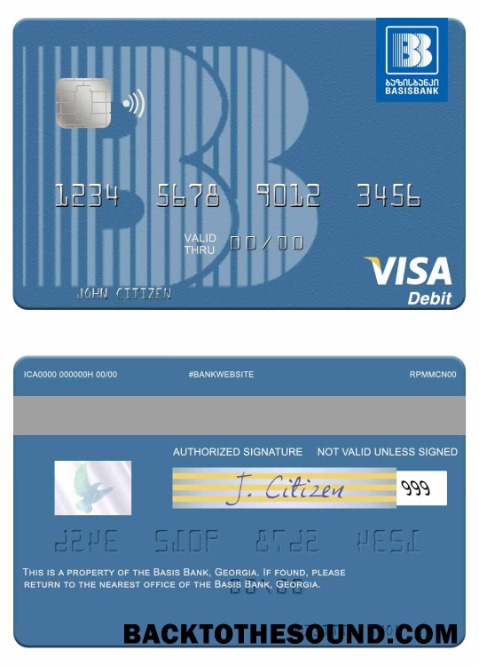 ბაზისბანკი
BASISBANK
1234 5678 9012 3456
VALID
THRU 00/00
VISA
Debit
JOHN CITIZEN
ICA0000 000000H 00/00 #BANKWEBSITE RPMMCN00
AUTHORIZED SIGNATURE NOT VALID UNLESS SIGNED
J. Citizen 999
THIS IS A PROPERTY OF THE BASIS BANK, GEORGIA. IF FOUND, PLEASE
RETURN TO THE NEAREST OFFICE OF THE BASIS BANK, GEORGIA.
BACKTOTHESOUND.COM